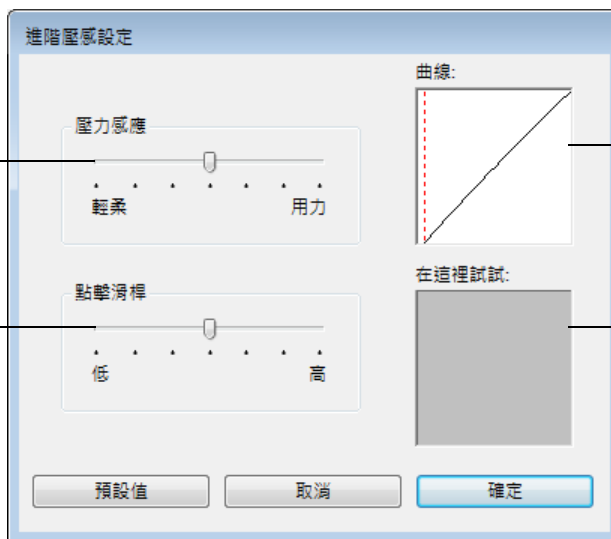 進階壓感設定
壓力感應
輕柔 用力
曲線:
點擊滑桿
低 高
在這裡試試:
預設值 取消 確定